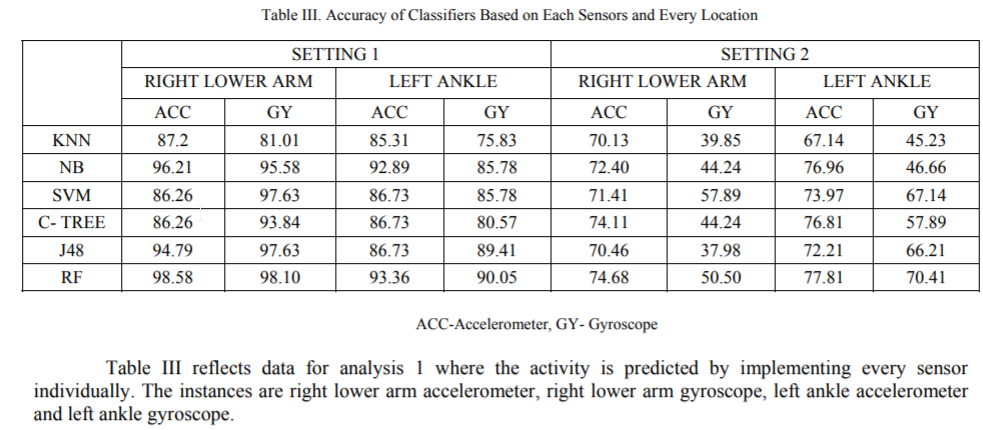 Table III. Accuracy of Classifiers Based on Each Sensors and Every Location
SETTING 1 SETTING 2
RIGHT LOWER ARM LEFT ANKLE RIGHT LOWER ARM LEFT ANKLE
ACC GY ACC GY ACC GY ACC GY
KNN 87.2 81.01 85.31 75.83 70.13 39.85 67.14 45.23
NB 96.21 95.58 92.89 85.78 72.40 44.24 76.96 46.66
SVM 86.26 97.63 86.73 85.78 71.41 57.89 73.97 67.14
C- TREE 86.26 93.84 86.73 80.57 74.11 44.24 76.81 57.89
J48 94.79 97.63 86.73 89.41 70.46 37.98 72.21 66.21
RF 98.58 98.10 93.36 90.05 74.68 50.50 77.81 70.41
ACC-Accelerometer, GY- Gyroscope
Table III reflects data for analysis 1 where the activity is predicted by implementing every sensor
individually. The instances are right lower arm accelerometer, right lower arm gyroscope, left ankle accelerometer
and left ankle gyroscope.